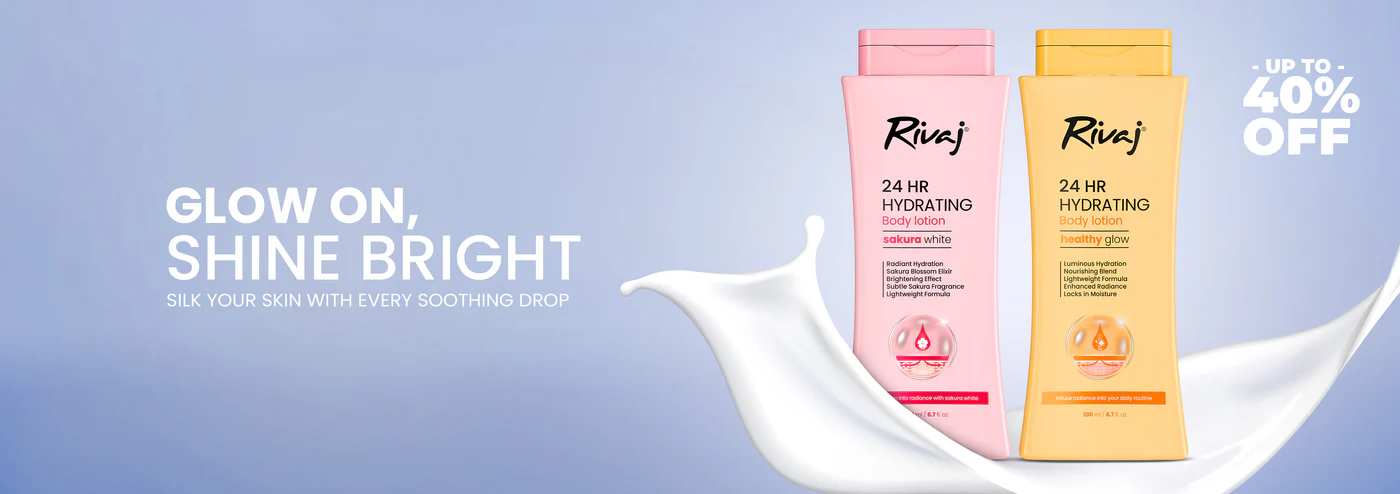 GLOW ON,
SHINE BRIGHT
SILK YOUR SKIN WITH EVERY SOOTHING DROP
Rivaj®
24 HR
HYDRATING
Body lotion
sakura white
Radiant Hydration
Sakura Blossom Elixir
Brightening Effect
Subtle Sakura Fragrance
Lightweight Formula
into radiance with sakura white
ml / 6.7 fl. oz.
Rivaj®
24 HR
HYDRATING
Body lotion
healthy glow
Luminous Hydration
Nourishing Blend
Lightweight Formula
Enhanced Radiance
Locks in Moisture
Infuse radiance into your daily routine
200 ml / 6.7 fl. oz.
- UP TO -
40%
OFF